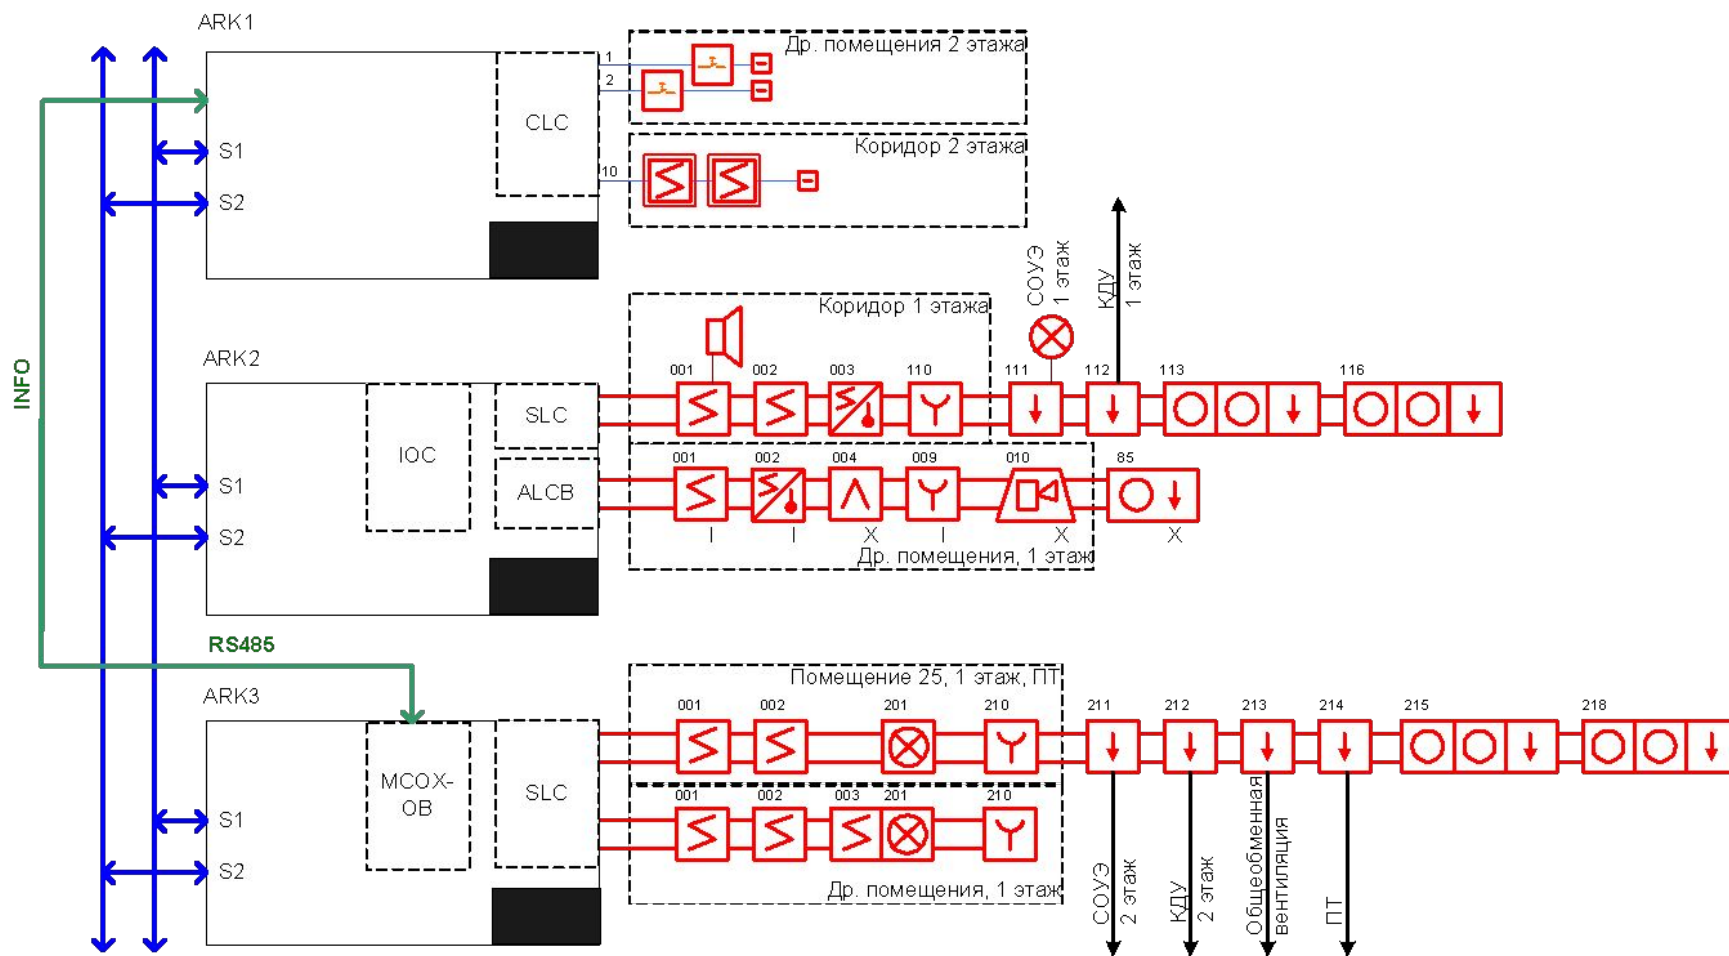 ARK1
Др. помещения 2 этажа
1
2
CLC
S1
Коридор 2 этажа
10
S2
СОУЭ
1 этаж
КДУ
1 этаж
Коридор 1 этажа
ARK2
INFO
001
002
003
110
111
112
113
116
SLC
IOC
001
002
004
009
010
85
S1
ALCB
I
I
X
I
X
X
S2
Др. помещения, 1 этаж
RS485
Помещение 25, 1 этаж, ПТ
ARK3
001
002
201
210
211
212
213
214
215
218
MCOX-
OB
SLC
001
002
003
201
210
S1
S2
Др. помещения, 1 этаж
СОУЭ
2 этаж
КДУ
2 этаж
Общеобменная
вентиляция
ПТ